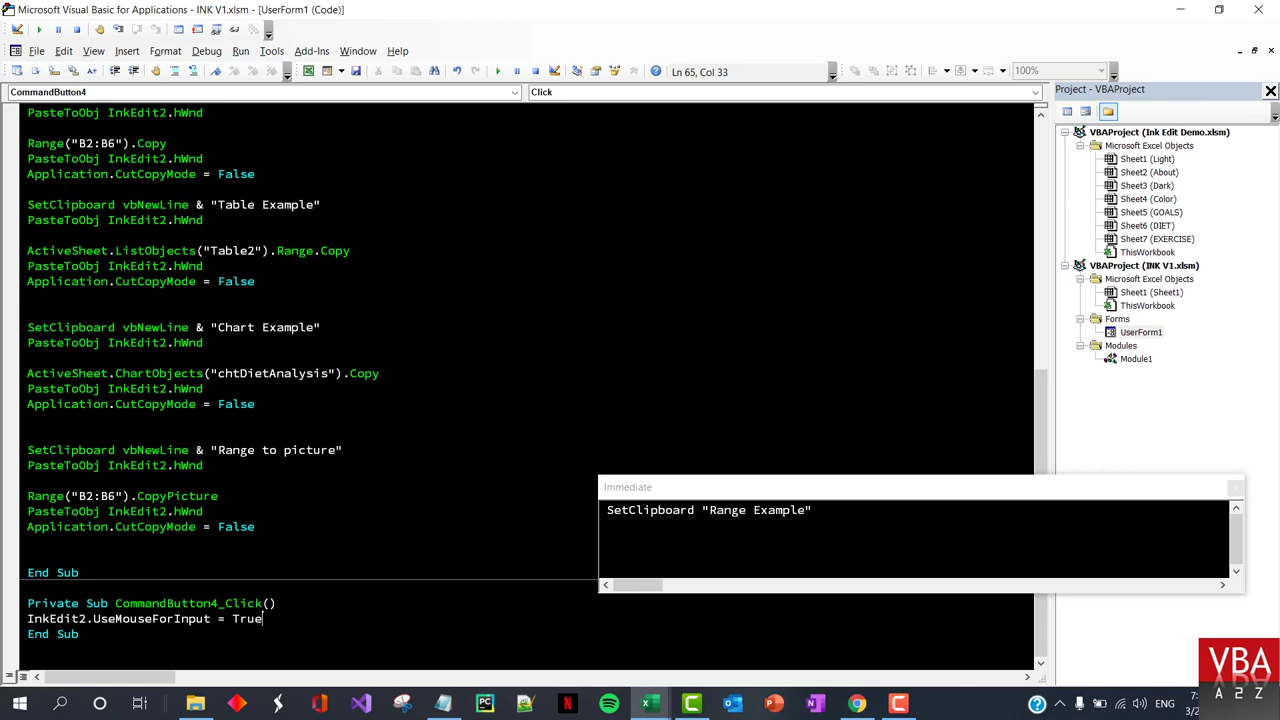 Microsoft Visual Basic for Applications - INK V1.xlsm - [UserForm1 (Code)]
File Edit View Insert Format Debug Run Tools Add-Ins Window Help
Ln 65, Col 33
100%
CommandButton4
Click
PasteToObj InkEdit2.hWnd
Range("B2:B6").Copy
PasteToObj InkEdit2.hWnd
Application.CutCopyMode = False
SetClipboard vbNewLine & "Table Example"
PasteToObj InkEdit2.hWnd
ActiveSheet.ListObjects("Table2").Range.Copy
PasteToObj InkEdit2.hWnd
Application.CutCopyMode = False
SetClipboard vbNewLine & "Chart Example"
PasteToObj InkEdit2.hWnd
ActiveSheet.ChartObjects("chtDietAnalysis").Copy
PasteToObj InkEdit2.hWnd
Application.CutCopyMode = False
SetClipboard vbNewLine & "Range to picture"
PasteToObj InkEdit2.hWnd
Range("B2:B6").CopyPicture
PasteToObj InkEdit2.hWnd
Application.CutCopyMode = False
End Sub
Private Sub CommandButton4_Click()
InkEdit2.UseMouseForInput = True
End Sub
Immediate
SetClipboard "Range Example"
Project - VBAProject
VBAProject (Ink Edit Demo.xlsm)
Microsoft Excel Objects
Sheet1 (Light)
Sheet2 (About)
Sheet3 (Dark)
Sheet4 (Color)
Sheet5 (GOALS)
Sheet6 (DIET)
Sheet7 (EXERCISE)
ThisWorkbook
VBAProject (INK V1.xlsm)
Microsoft Excel Objects
Sheet1 (Sheet1)
ThisWorkbook
Forms
UserForm1
Modules
Module1
VBA
A 2 Z
ENG